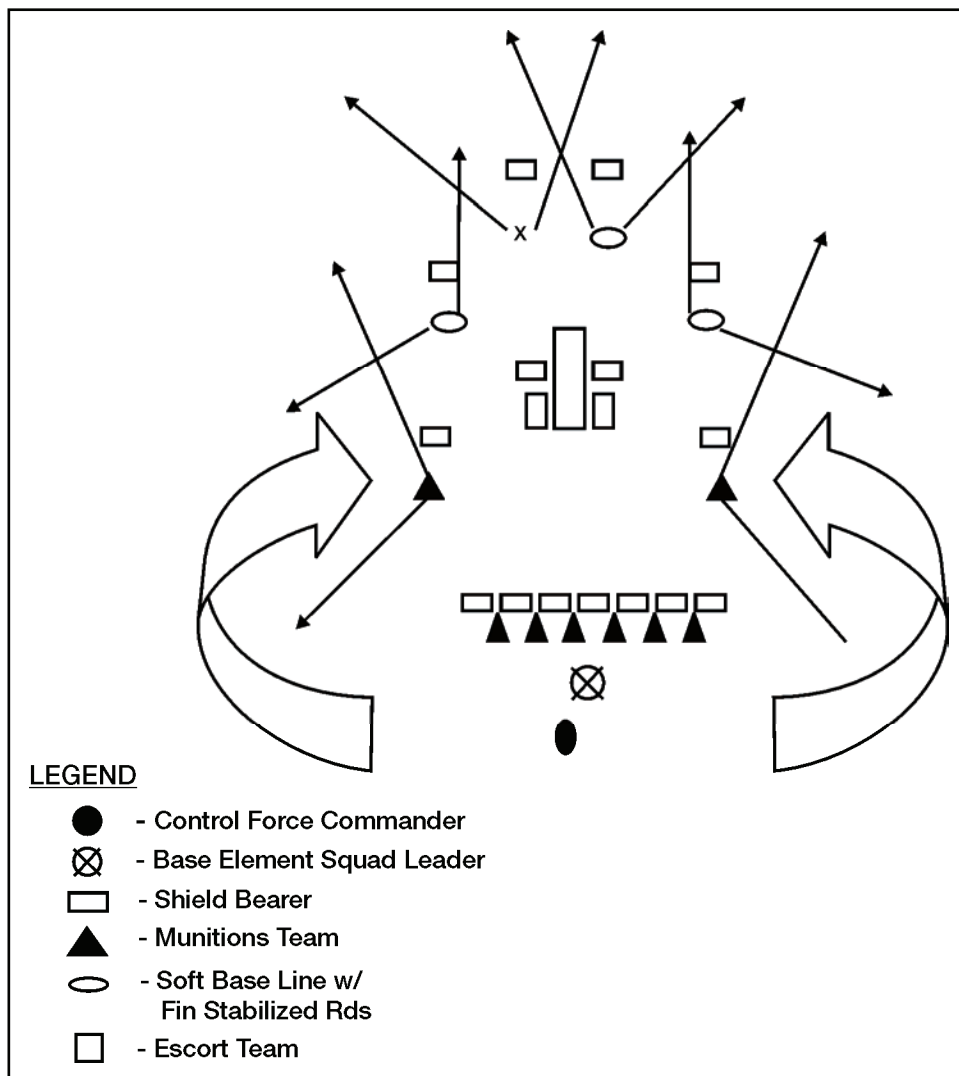 x
LEGEND
- Control Force Commander
- Base Element Squad Leader
- Shield Bearer
- Munitions Team
- Soft Base Line w/
Fin Stabilized Rds
- Escort Team